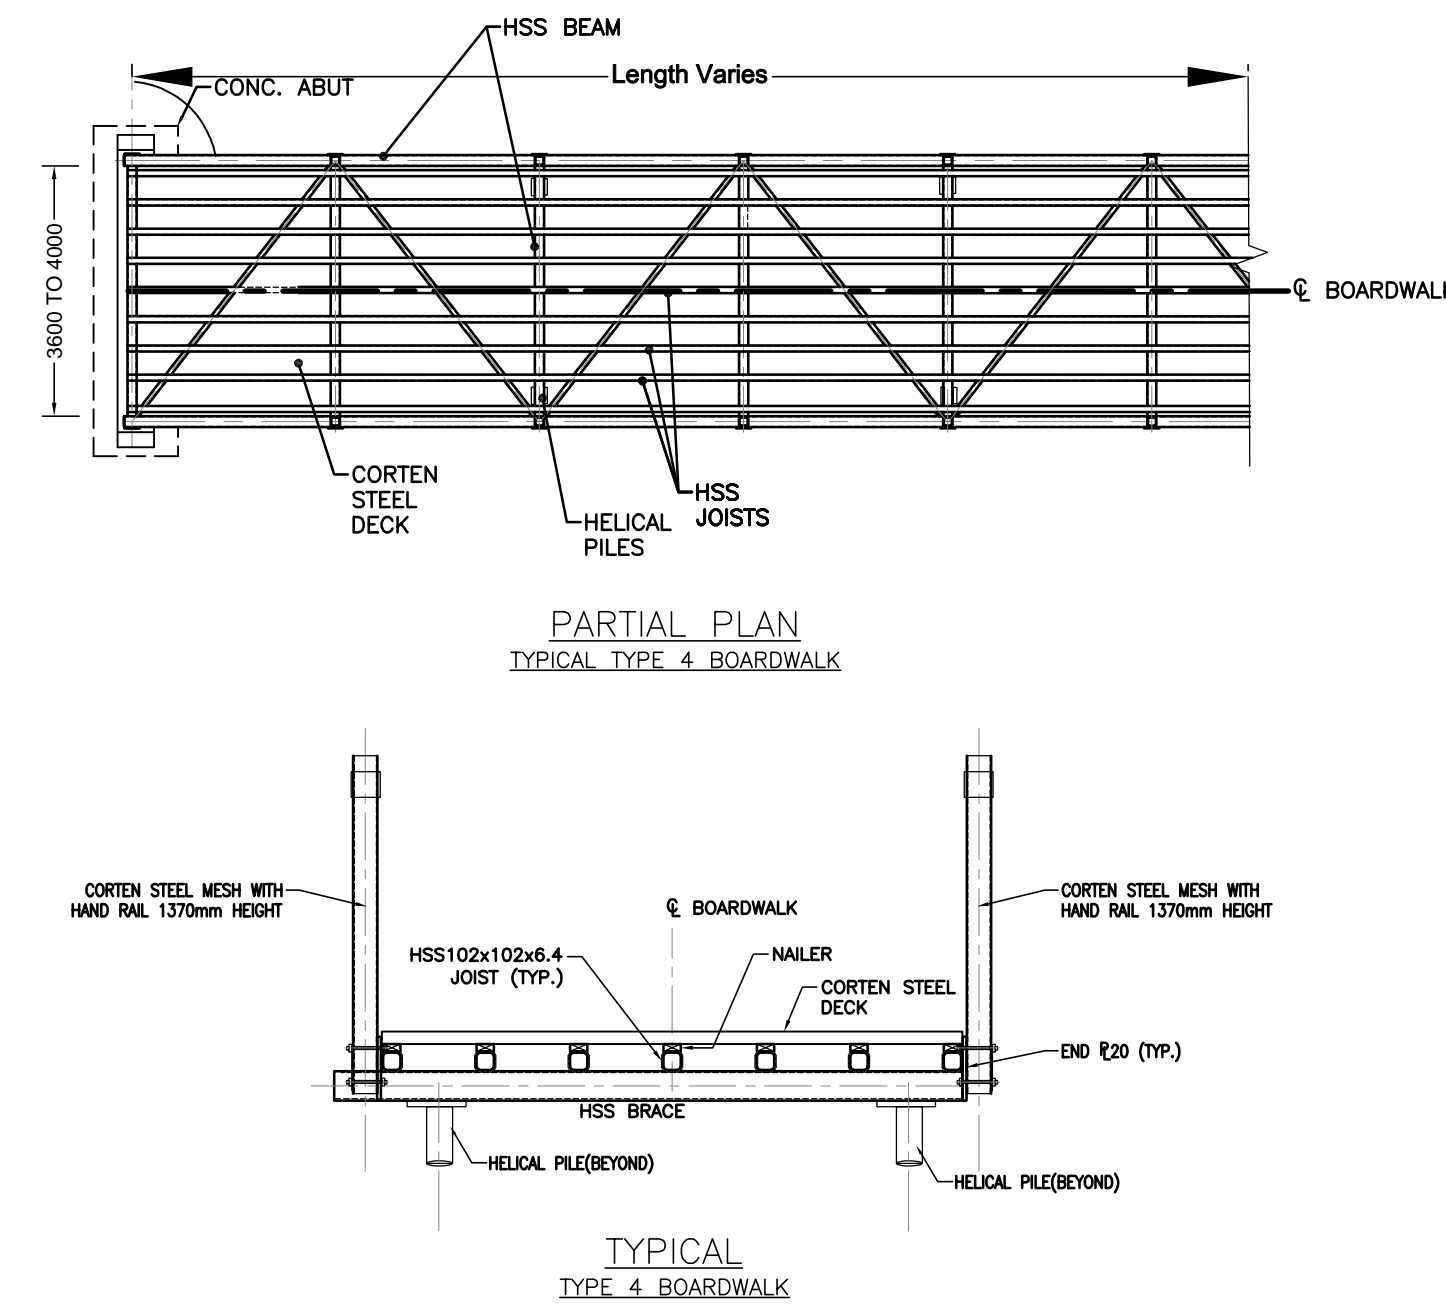 HSS BEAM
Length Varies
CONC. ABUT
3600 TO 4000
℄ BOARDWALK
CORTEN
STEEL
DECK
HSS
JOISTS
HELICAL
PILES
PARTIAL PLAN
TYPICAL TYPE 4 BOARDWALK
CORTEN STEEL MESH WITH
HAND RAIL 1370mm HEIGHT
℄ BOARDWALK
CORTEN STEEL MESH WITH
HAND RAIL 1370mm HEIGHT
HSS102x102x6.4
JOIST (TYP.)
NAILER
CORTEN STEEL
DECK
END ⅊20 (TYP.)
HSS BRACE
HELICAL PILE(BEYOND)
HELICAL PILE(BEYOND)
TYPICAL
TYPE 4 BOARDWALK